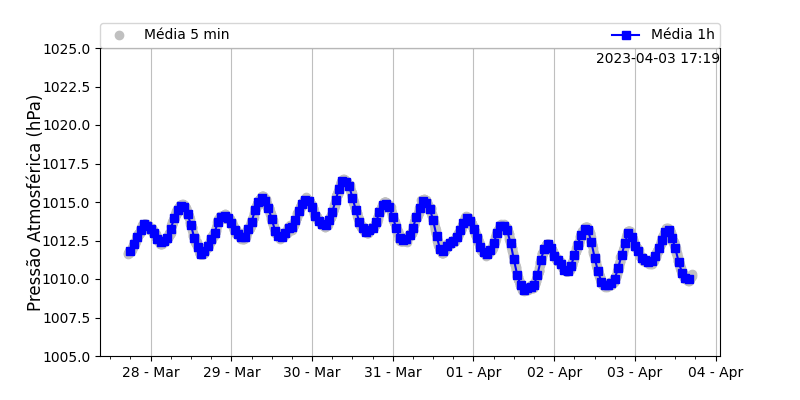 Média 5 min
Média 1h
2023-04-03 17:19
Pressão Atmosférica (hPa)
1025.0
1022.5
1020.0
1017.5
1015.0
1012.5
1010.0
1007.5
1005.0
28 - Mar
29 - Mar
30 - Mar
31 - Mar
01 - Apr
02 - Apr
03 - Apr
04 - Apr